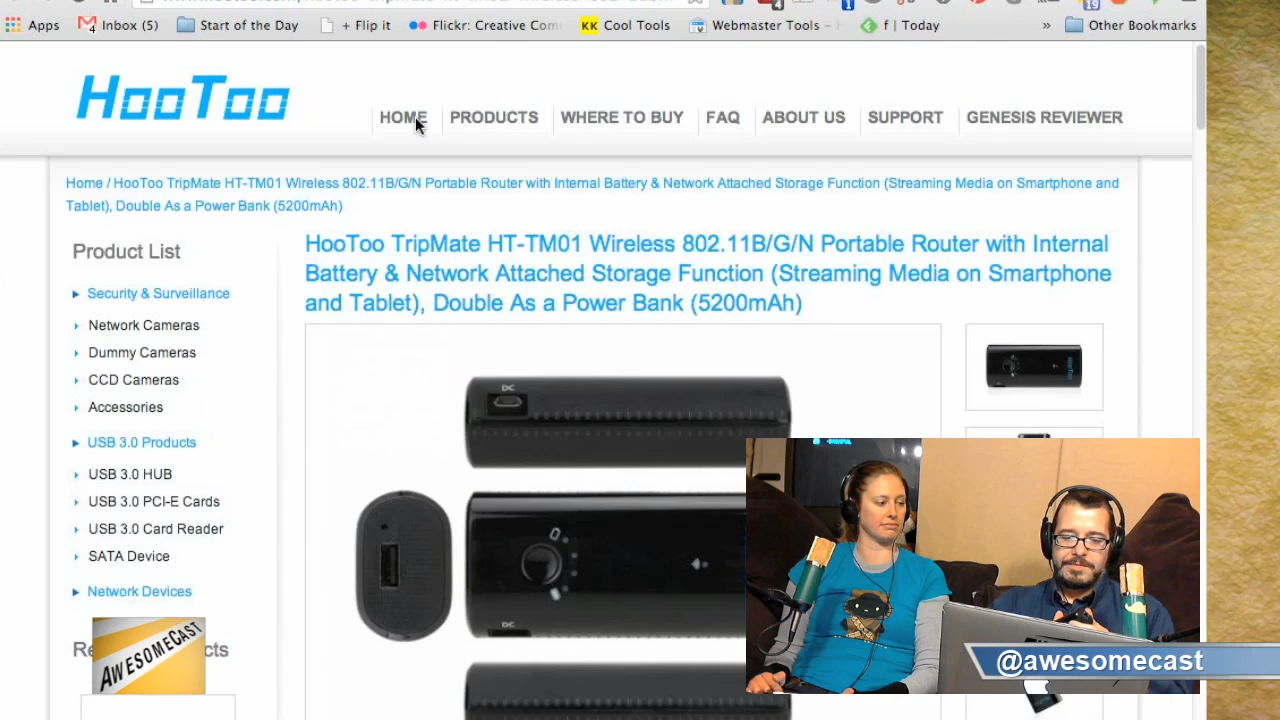 Apps
4
Inbox (5)
Start of the Day
+ Flip it
Flickr: Creative Com
KK Cool Tools
Webmaster Tools -
f | Today
»
Other Bookmarks
HooToo
HOME
PRODUCTS
WHERE TO BUY
FAQ
ABOUT US
SUPPORT
GENESIS REVIEWER
Home / HooToo TripMate HT-TM01 Wireless 802.11B/G/N Portable Router with Internal Battery & Network Attached Storage Function (Streaming Media on Smartphone and
Tablet), Double As a Power Bank (5200mAh)
Product List
Security & Surveillance
Network Cameras
Dummy Cameras
CCD Cameras
Accessories
USB 3.0 Products
USB 3.0 HUB
USB 3.0 PCI-E Cards
USB 3.0 Card Reader
SATA Device
Network Devices
HooToo TripMate HT-TM01 Wireless 802.11B/G/N Portable Router with Internal
Battery & Network Attached Storage Function (Streaming Media on Smartphone
and Tablet), Double As a Power Bank (5200mAh)
DC
DC
AWESOMECAST
@awesomecast